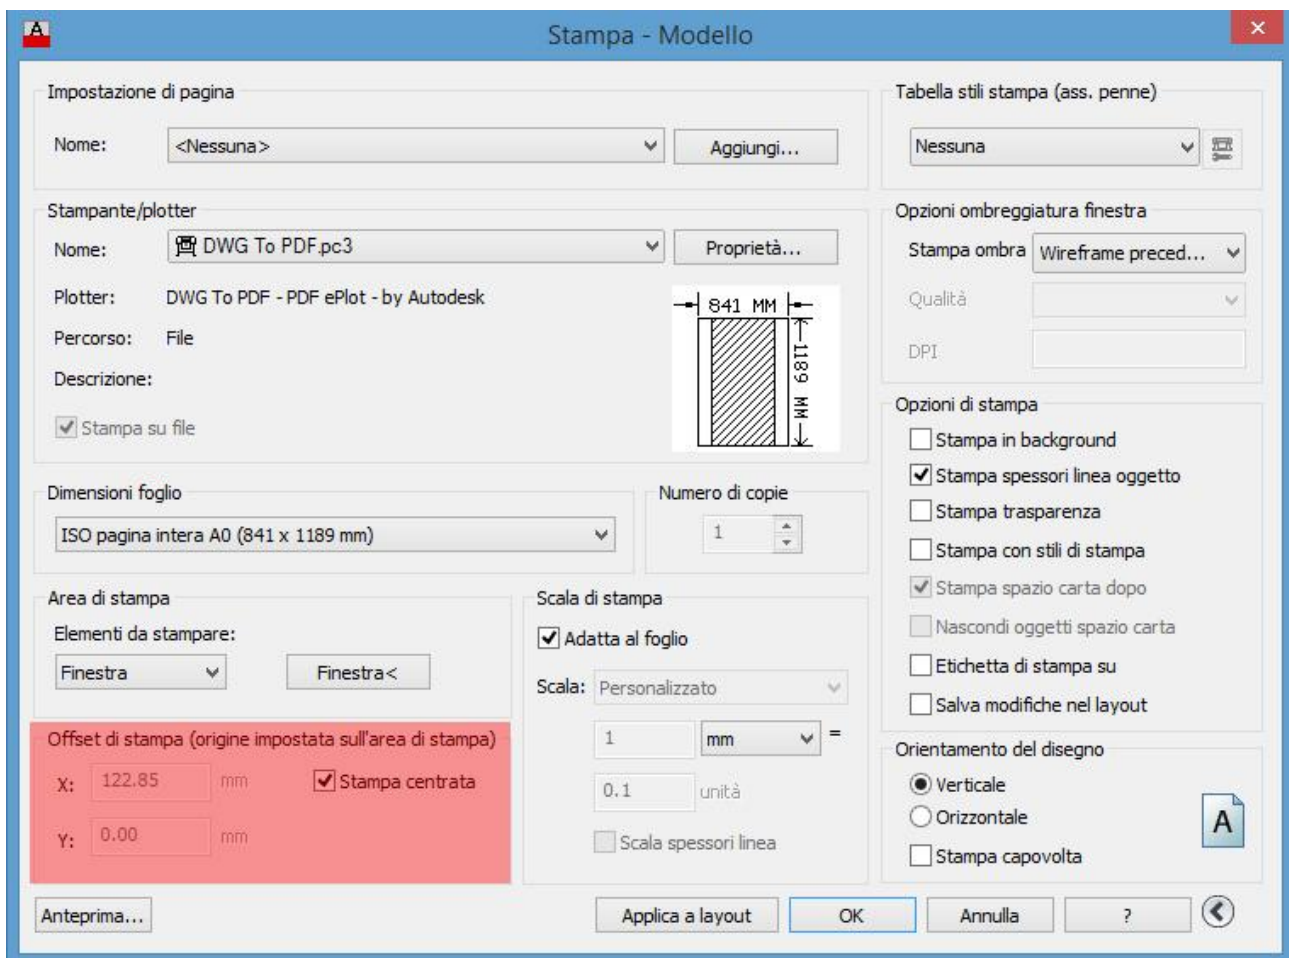 A
Stampa - Modello
×
Impostazione di pagina
Nome:
<Nessuna>
Aggiungi...
Tabella stili stampa (ass. penne)
Nessuna
Stampante/plotter
Nome:
DWG To PDF.pc3
Proprietà...
Plotter:
DWG To PDF - PDF ePlot - by Autodesk
Percorso:
File
Descrizione:
Stampa su file
841 MM
1189 MM
Opzioni ombreggiatura finestra
Stampa ombra
Wireframe preced...
Qualità
DPI
Dimensioni foglio
ISO pagina intera A0 (841 x 1189 mm)
Numero di copie
1
Opzioni di stampa
Stampa in background
Stampa spessori linea oggetto
Stampa trasparenza
Stampa con stili di stampa
Stampa spazio carta dopo
Nascondi oggetti spazio carta
Etichetta di stampa su
Salva modifiche nel layout
Area di stampa
Elementi da stampare:
Finestra
Finestra<
Scala di stampa
Adatta al foglio
Scala:
Personalizzato
1
mm
=
0.1
unità
Scala spessori linea
Offset di stampa (origine impostata sull'area di stampa)
X:
122.85
mm
Stampa centrata
Y:
0.00
mm
Orientamento del disegno
Verticale
Orizzontale
Stampa capovolta
A
Anteprima...
Applica a layout
OK
Annulla
?